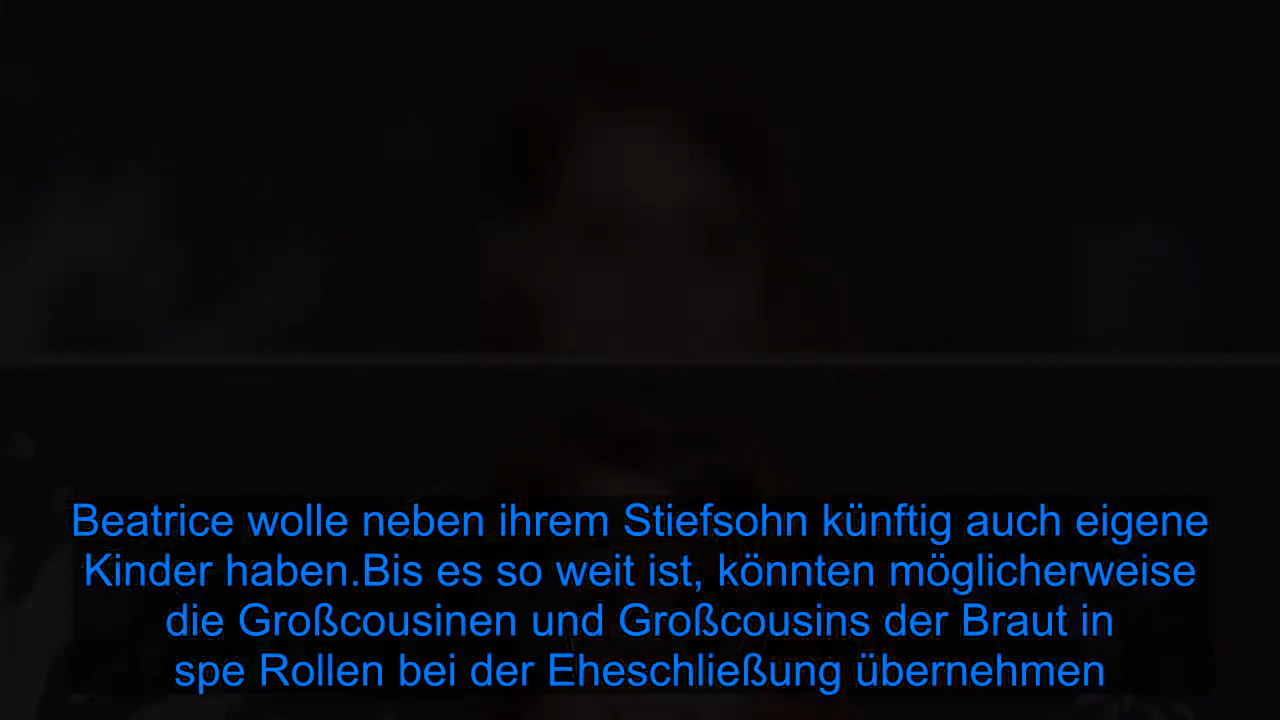 Beatrice wolle neben ihrem Stiefsohn künftig auch eigene
Kinder haben.Bis es so weit ist, könnten möglicherweise
die Großcousinen und Großcousins der Braut in
spe Rollen bei der Eheschließung übernehmen